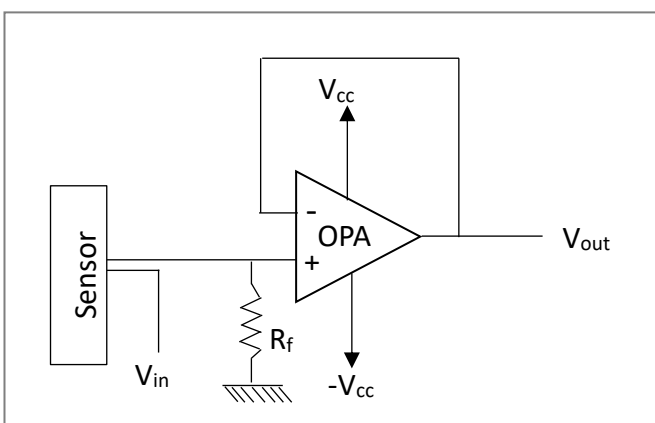 Vcc
-
OPA
+
Vout
Sensor
Rf
Vin
-Vcc